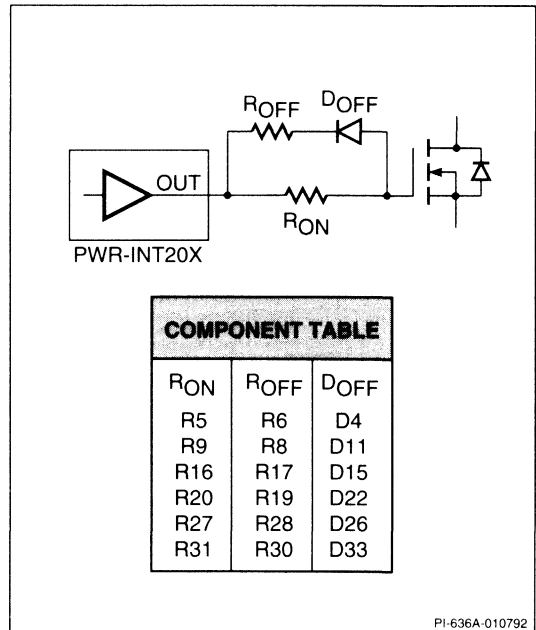 ROFF DOFF
OUT
RON
PWR-INT20X
COMPONENT TABLE
RON ROFF DOFF
R5 R6 D4
R9 R8 D11
R16 R17 D15
R20 R19 D22
R27 R28 D26
R31 R30 D33
PI-636A-010792